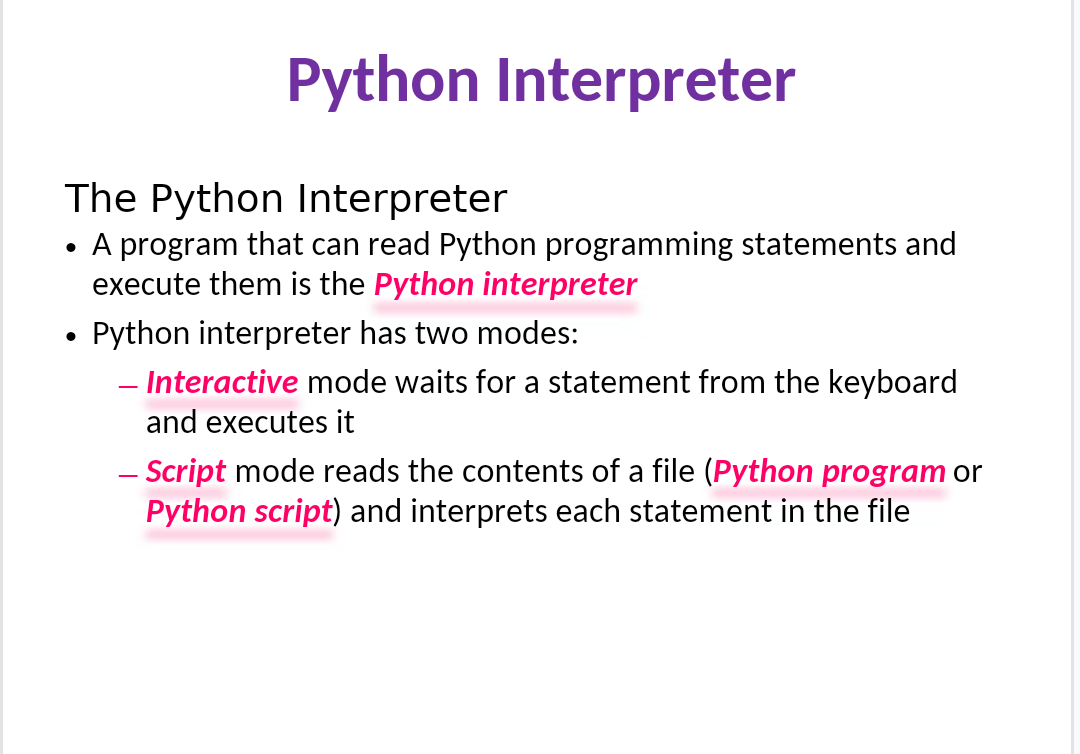 Python Interpreter
The Python Interpreter
• A program that can read Python programming statements and
execute them is the Python interpreter
• Python interpreter has two modes:
– Interactive mode waits for a statement from the keyboard
and executes it
– Script mode reads the contents of a file (Python program or
Python script) and interprets each statement in the file